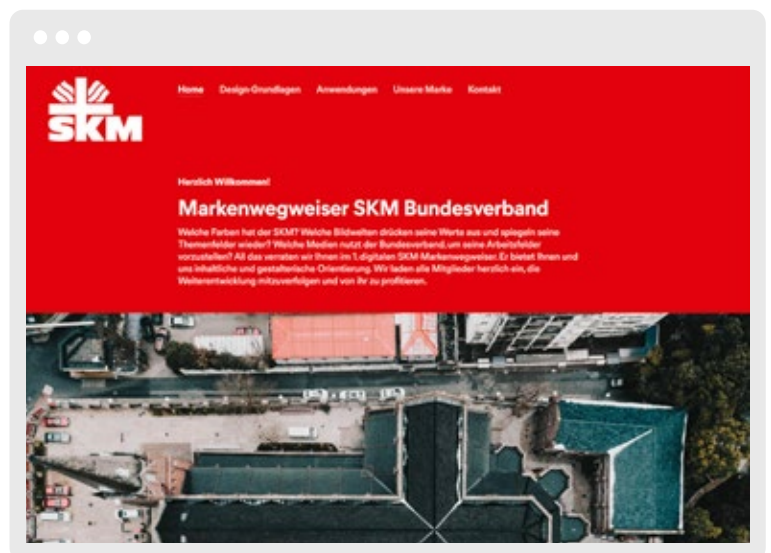 SKM
Home Design-Grundlagen Anwendungen Unsere Marke Kontakt
Herzlich Willkommen!
Markenwegweiser SKM Bundesverband
Welche Farben hat der SKM? Welche Bildwelten drücken seine Werte aus und spiegeln seine
Themenfelder wieder? Welche Medien nutzt der Bundesverband, um seine Arbeitsfelder
vorzustellen? All das verraten wir Ihnen im 1. digitalen SKM-Markenwegweiser. Er bietet Ihnen und
uns inhaltliche und gestalterische Orientierung. Wir laden alle Mitglieder herzlich ein, die
Weiterentwicklung mitzuverfolgen und von ihr zu profitieren.